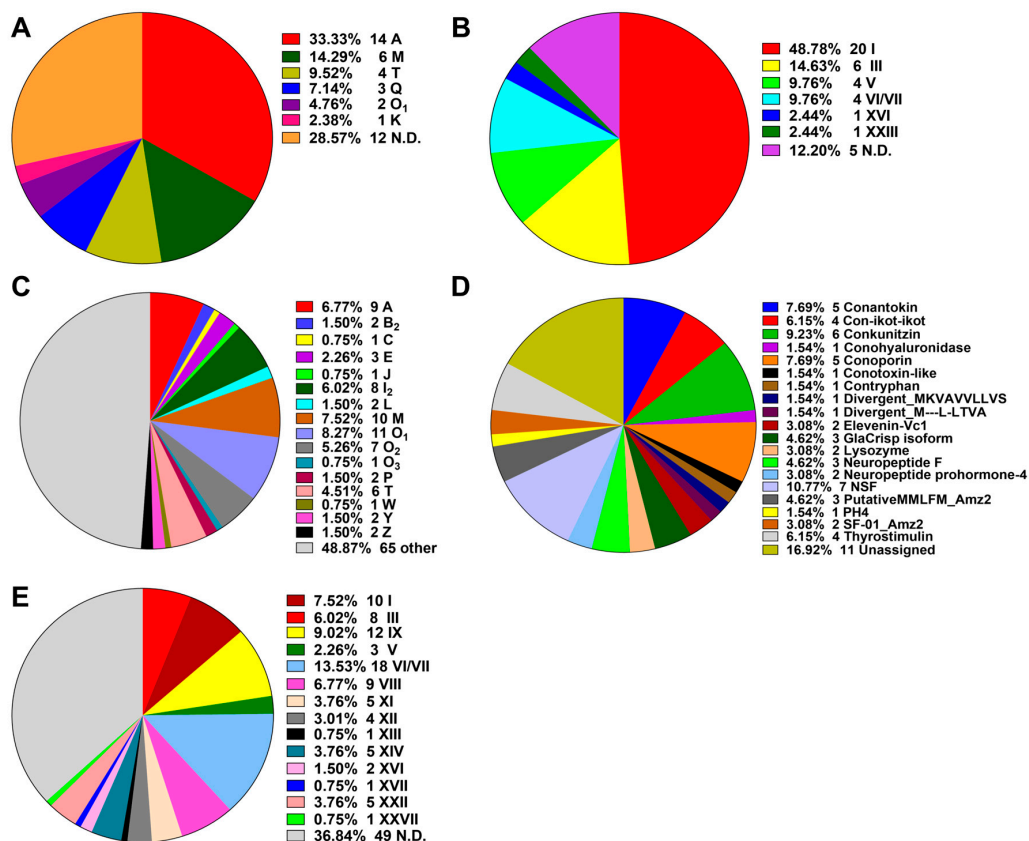 A
33.33% 14 A
14.29% 6 M
9.52% 4 T
7.14% 3 Q
4.76% 2 O₁
2.38% 1 K
28.57% 12 N.D.
B
48.78% 20 I
14.63% 6 III
9.76% 4 V
9.76% 4 VI/VII
2.44% 1 XVI
2.44% 1 XXIII
12.20% 5 N.D.
C
6.77% 9 A
1.50% 2 B₂
0.75% 1 C
2.26% 3 E
0.75% 1 J
6.02% 8 I₂
1.50% 2 L
7.52% 10 M
8.27% 11 O₁
5.26% 7 O₂
0.75% 1 O₃
1.50% 2 P
4.51% 6 T
0.75% 1 W
1.50% 2 Y
1.50% 2 Z
48.87% 65 other
D
7.69% 5 Conantokin
6.15% 4 Con-ikot-ikot
9.23% 6 Conkunitzin
1.54% 1 Conohyaluronidase
7.69% 5 Conoporin
1.54% 1 Conotoxin-like
1.54% 1 Contryphan
1.54% 1 Divergent_MKVAVVLLVS
1.54% 1 Divergent_M---L-LTVA
3.08% 2 Elevenin-Vc1
4.62% 3 GlaCrisp isoform
3.08% 2 Lysozyme
4.62% 3 Neuropeptide F
3.08% 2 Neuropeptide prohormone-4
10.77% 7 NSF
4.62% 3 PutativeMMLFM_Amz2
1.54% 1 PH4
3.08% 2 SF-01_Amz2
6.15% 4 Thyrostimulin
16.92% 11 Unassigned
E
7.52% 10 I
6.02% 8 III
9.02% 12 IX
2.26% 3 V
13.53% 18 VI/VII
6.77% 9 VIII
3.76% 5 XI
3.01% 4 XII
0.75% 1 XIII
3.76% 5 XIV
1.50% 2 XVI
0.75% 1 XVII
3.76% 5 XXII
0.75% 1 XXVII
36.84% 49 N.D.